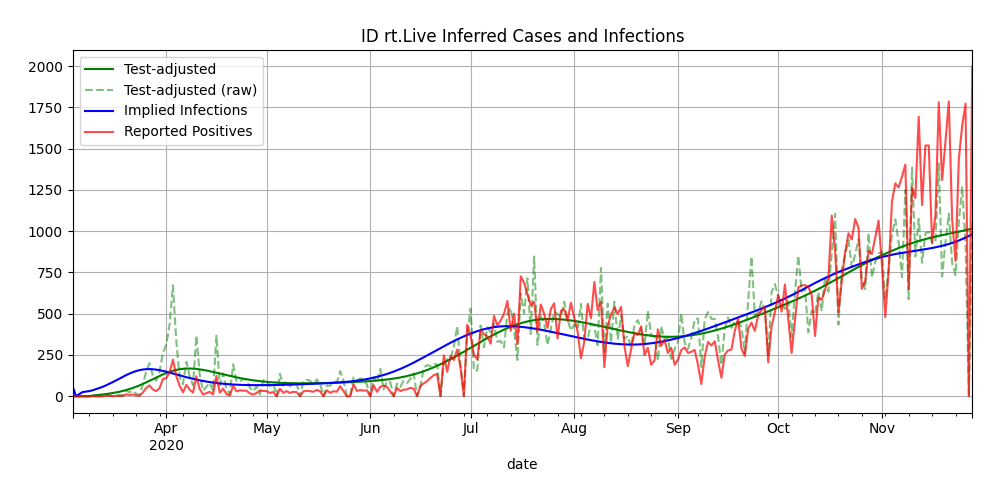 ID rt.Live Inferred Cases and Infections
Test-adjusted
Test-adjusted (raw)
Implied Infections
Reported Positives
2000
1750
1500
1250
1000
750
500
250
0
Apr May Jun Jul Aug Sep Oct Nov
2020
date